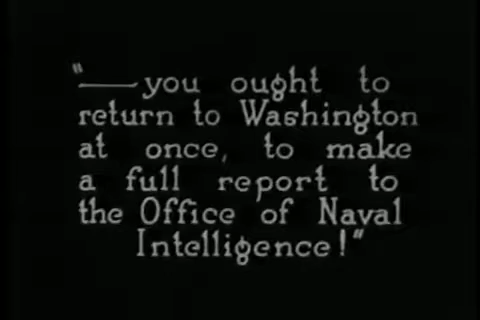 "—you ought to
return to Washington
at once, to make
a full report to
the Office of Naval
Intelligence!"